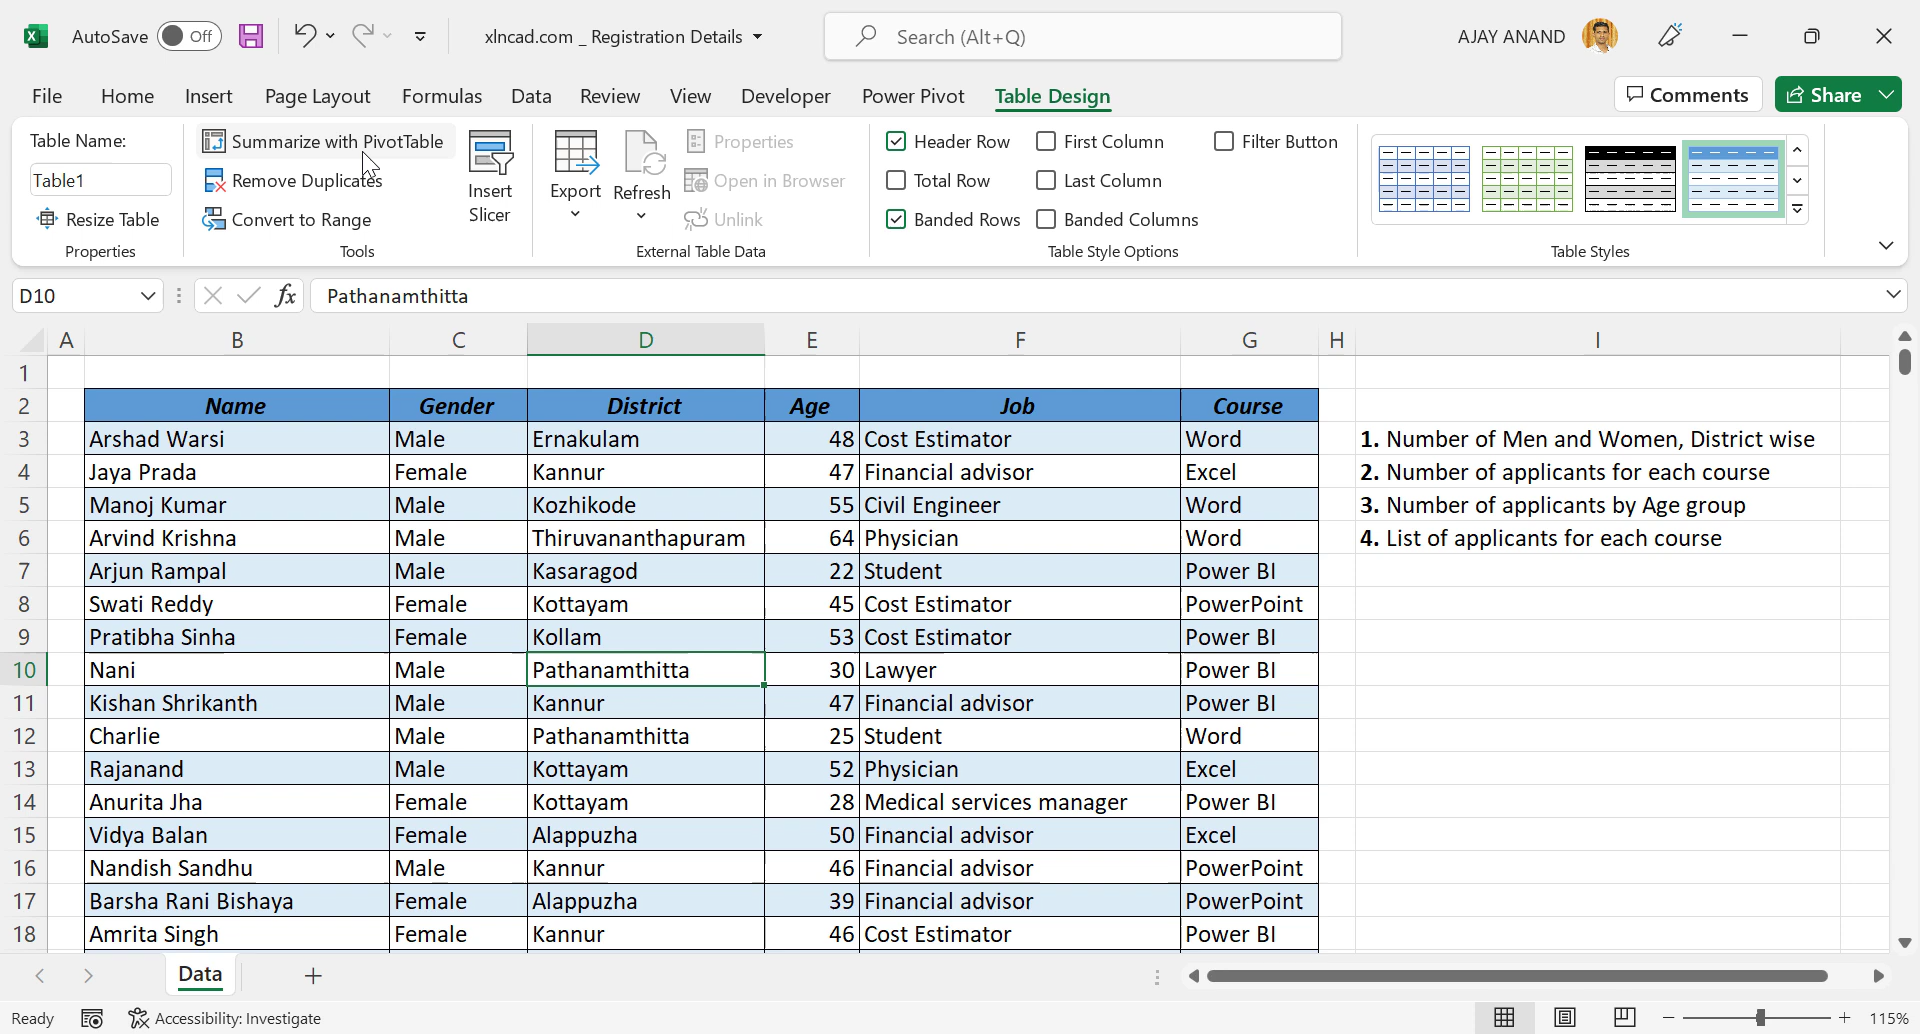 AutoSave Off xlncad.com _ Registration Details Search (Alt+Q) AJAY ANAND
File Home Insert Page Layout Formulas Data Review View Developer Power Pivot Table Design Comments Share
Table Name:
Table1
Resize Table
Properties
Summarize with PivotTable
Remove Duplicates
Convert to Range
Tools
Insert
Slicer
Export
Refresh
Properties
Open in Browser
Unlink
External Table Data
Header Row First Column Filter Button
Total Row Last Column
Banded Rows Banded Columns
Table Style Options
Table Styles
D10 fx Pathanamthitta
A B C D E F G H I
1
2 Name Gender District Age Job Course
3 Arshad Warsi Male Ernakulam 48 Cost Estimator Word 1. Number of Men and Women, District wise
4 Jaya Prada Female Kannur 47 Financial advisor Excel 2. Number of applicants for each course
5 Manoj Kumar Male Kozhikode 55 Civil Engineer Word 3. Number of applicants by Age group
6 Arvind Krishna Male Thiruvananthapuram 64 Physician Word 4. List of applicants for each course
7 Arjun Rampal Male Kasaragod 22 Student Power BI
8 Swati Reddy Female Kottayam 45 Cost Estimator PowerPoint
9 Pratibha Sinha Female Kollam 53 Cost Estimator Power BI
10 Nani Male Pathanamthitta 30 Lawyer Power BI
11 Kishan Shrikanth Male Kannur 47 Financial advisor Power BI
12 Charlie Male Pathanamthitta 25 Student Word
13 Rajanand Male Kottayam 52 Physician Excel
14 Anurita Jha Female Kottayam 28 Medical services manager Power BI
15 Vidya Balan Female Alappuzha 50 Financial advisor Excel
16 Nandish Sandhu Male Kannur 46 Financial advisor PowerPoint
17 Barsha Rani Bishaya Female Alappuzha 39 Financial advisor PowerPoint
18 Amrita Singh Female Kannur 46 Cost Estimator Power BI
Data
Ready Accessibility: Investigate 115%